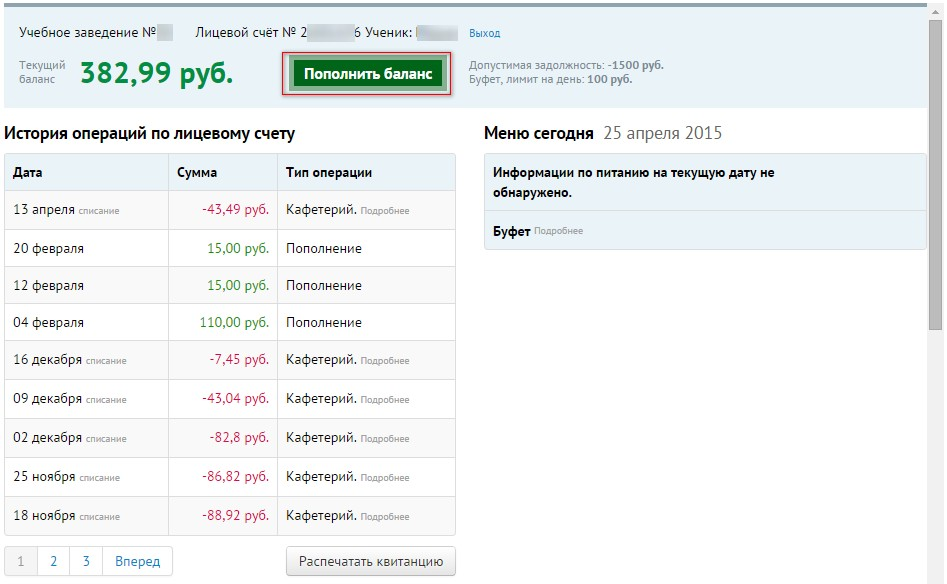 Учебное заведение № Лицевой счёт № 2 6 Ученик: Выход
Текущий баланс 382,99 руб. Пополнить баланс
Допустимая задолжность: -1500 руб.
Буфет, лимит на день: 100 руб.
История операций по лицевому счету
Дата Сумма Тип операции
13 апреля списание -43,49 руб. Кафетерий. Подробнее
20 февраля 15,00 руб. Пополнение
12 февраля 15,00 руб. Пополнение
04 февраля 110,00 руб. Пополнение
16 декабря списание -7,45 руб. Кафетерий. Подробнее
09 декабря списание -43,04 руб. Кафетерий. Подробнее
02 декабря списание -82,8 руб. Кафетерий. Подробнее
25 ноября списание -86,82 руб. Кафетерий. Подробнее
18 ноября списание -88,92 руб. Кафетерий. Подробнее
1 2 3 Вперед Распечатать квитанцию
Меню сегодня 25 апреля 2015
Информации по питанию на текущую дату не
обнаружено.
Буфет Подробнее